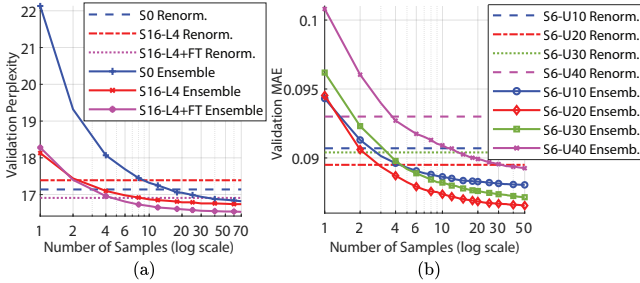 22
21
20
19
18
17
Validation Perplexity
1 2 4 6 10 20 30 50 70
Number of Samples (log scale)
S0 Renorm.
S16-L4 Renorm.
S16-L4+FT Renorm.
S0 Ensemble
S16-L4 Ensemble
S16-L4+FT Ensemble
(a)
0.1
0.095
0.09
Validation MAE
1 2 4 6 10 20 30 50
Number of Samples (log scale)
S6-U10 Renorm.
S6-U20 Renorm.
S6-U30 Renorm.
S6-U40 Renorm.
S6-U10 Ensemb.
S6-U20 Ensemb.
S6-U30 Ensemb.
S6-U40 Ensemb.
(b)